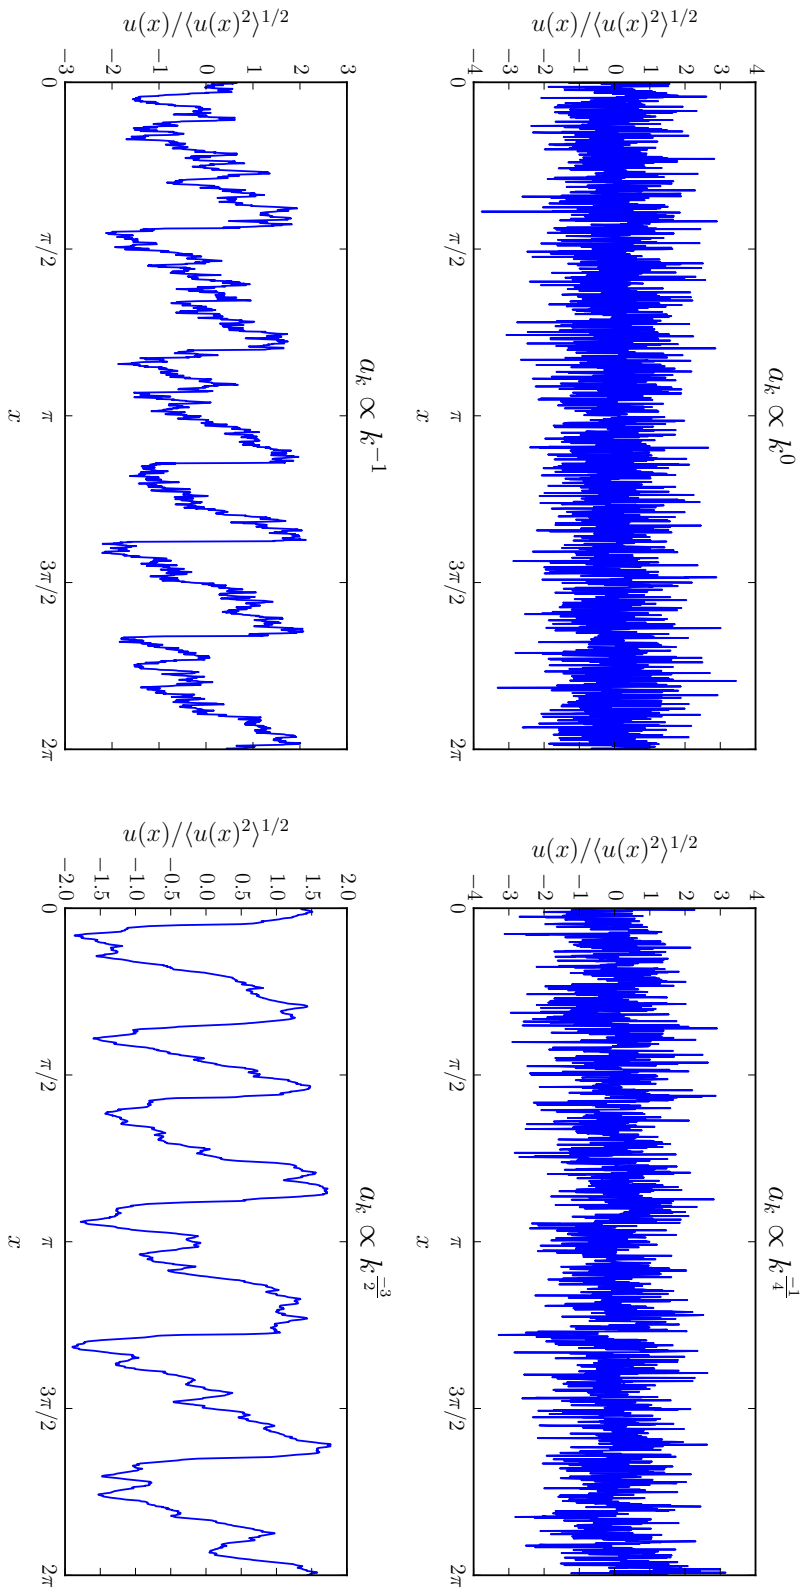 a_k ∝ k^0
u(x)/⟨u(x)^2⟩^{1/2}
4
3
2
1
0
−1
−2
−3
−4
0 π/2 π 3π/2 2π
x
a_k ∝ k^{\frac{−1}{4}}
u(x)/⟨u(x)^2⟩^{1/2}
4
3
2
1
0
−1
−2
−3
−4
0 π/2 π 3π/2 2π
a_k ∝ k^{−1}
u(x)/⟨u(x)^2⟩^{1/2}
3
2
1
0
−1
−2
−3
0 π/2 π 3π/2 2π
x
a_k ∝ k^{\frac{−3}{2}}
u(x)/⟨u(x)^2⟩^{1/2}
2.0
1.5
1.0
0.5
0.0
−0.5
−1.0
−1.5
−2.0
0 π/2 π 3π/2 2π
x